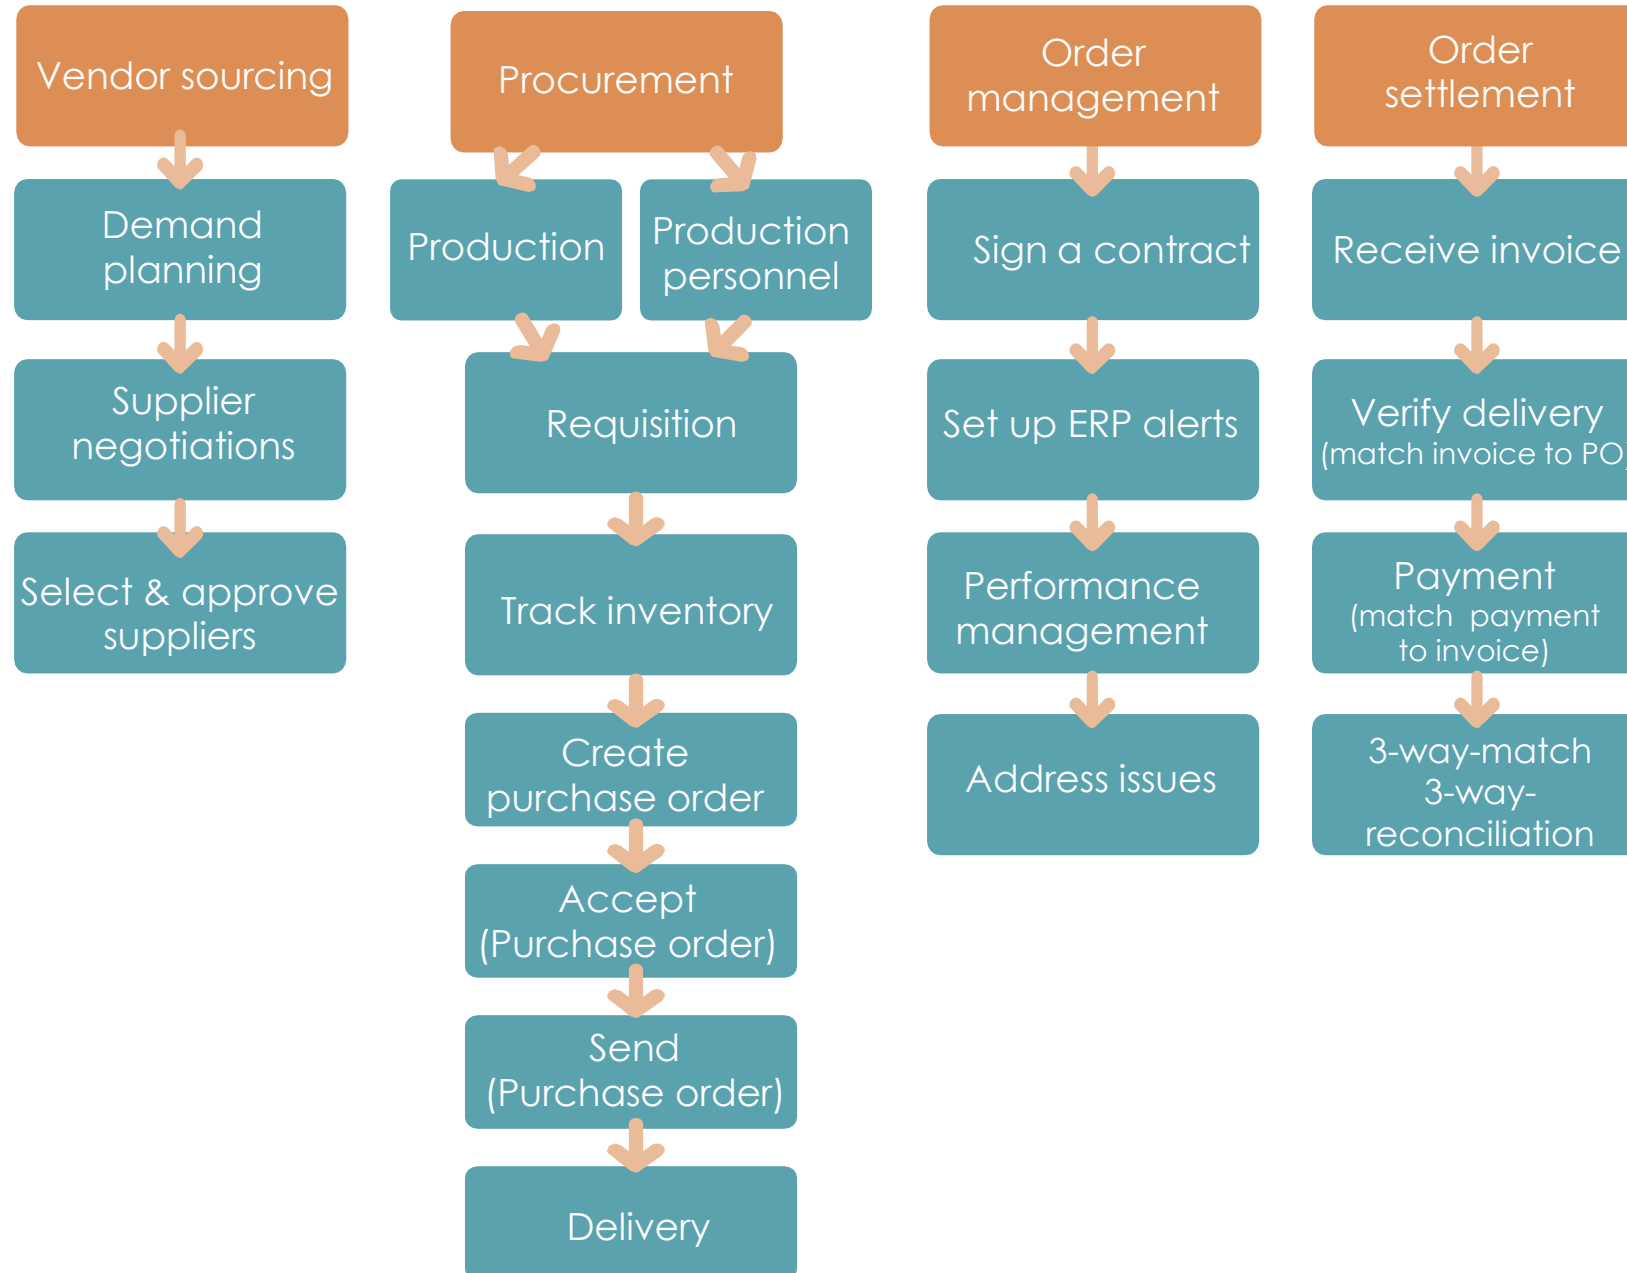 Vendor sourcing
Demand
planning
Supplier
negotiations
Select & approve
suppliers
Procurement
Production
Production
personnel
Requisition
Track inventory
Create
purchase order
Accept
(Purchase order)
Send
(Purchase order)
Delivery
Order
management
Sign a contract
Set up ERP alerts
Performance
management
Address issues
Order
settlement
Receive invoice
Verify delivery
(match invoice to PO)
Payment
(match payment
to invoice)
3-way-match
3-way-
reconciliation